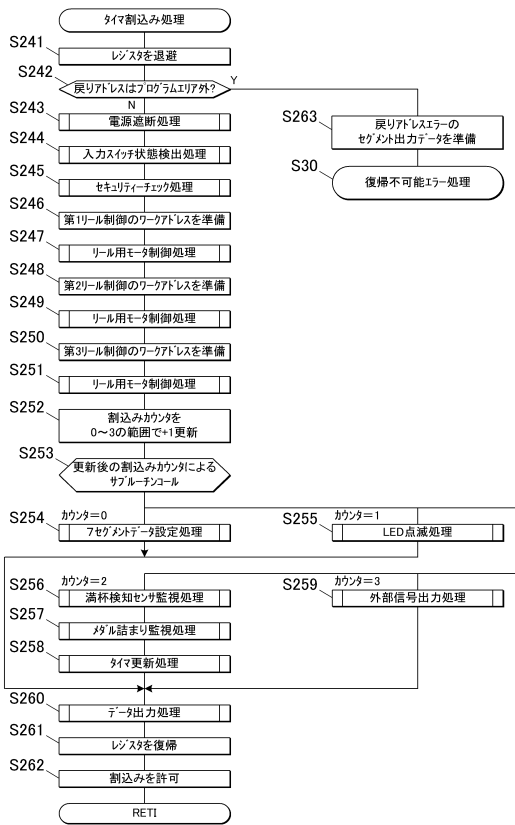 タイマ割込み処理
S241
レジスタを退避
S242
戻りアドレスはプログラムエリア外?
Y
N
S243
電源遮断処理
S263
戻りアドレスエラーの
セグメント出力データを準備
S244
入力スイッチ状態検出処理
S30
復帰不可能エラー処理
S245
セキュリティーチェック処理
S246
第1リール制御のワークアドレスを準備
S247
リール用モータ制御処理
S248
第2リール制御のワークアドレスを準備
S249
リール用モータ制御処理
S250
第3リール制御のワークアドレスを準備
S251
リール用モータ制御処理
S252
割込みカウンタを
0～3の範囲で+1更新
S253
更新後の割込みカウンタによる
サブルーチンコール
S254
カウンタ=0
7セグメントデータ設定処理
S255
カウンタ=1
LED点滅処理
S256
カウンタ=2
満杯検知センサ監視処理
S259
カウンタ=3
外部信号出力処理
S257
メダル詰まり監視処理
S258
タイマ更新処理
S260
データ出力処理
S261
レジスタを復帰
S262
割込みを許可
RETI